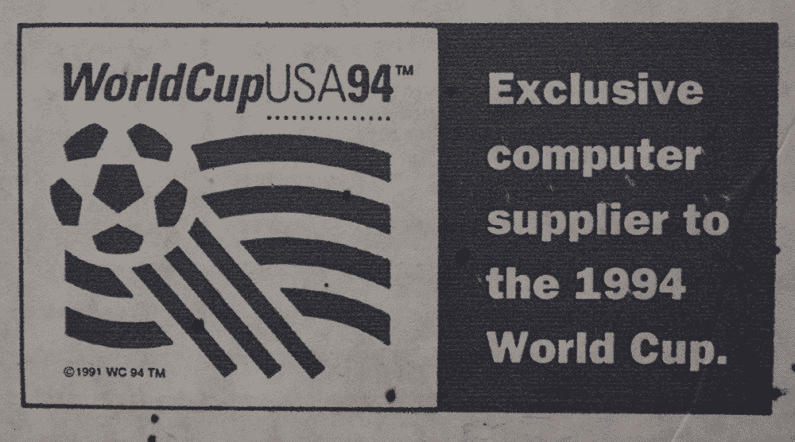 WorldCupUSA94™
©1991 WC 94 TM
Exclusive
computer
supplier to
the 1994
World Cup.